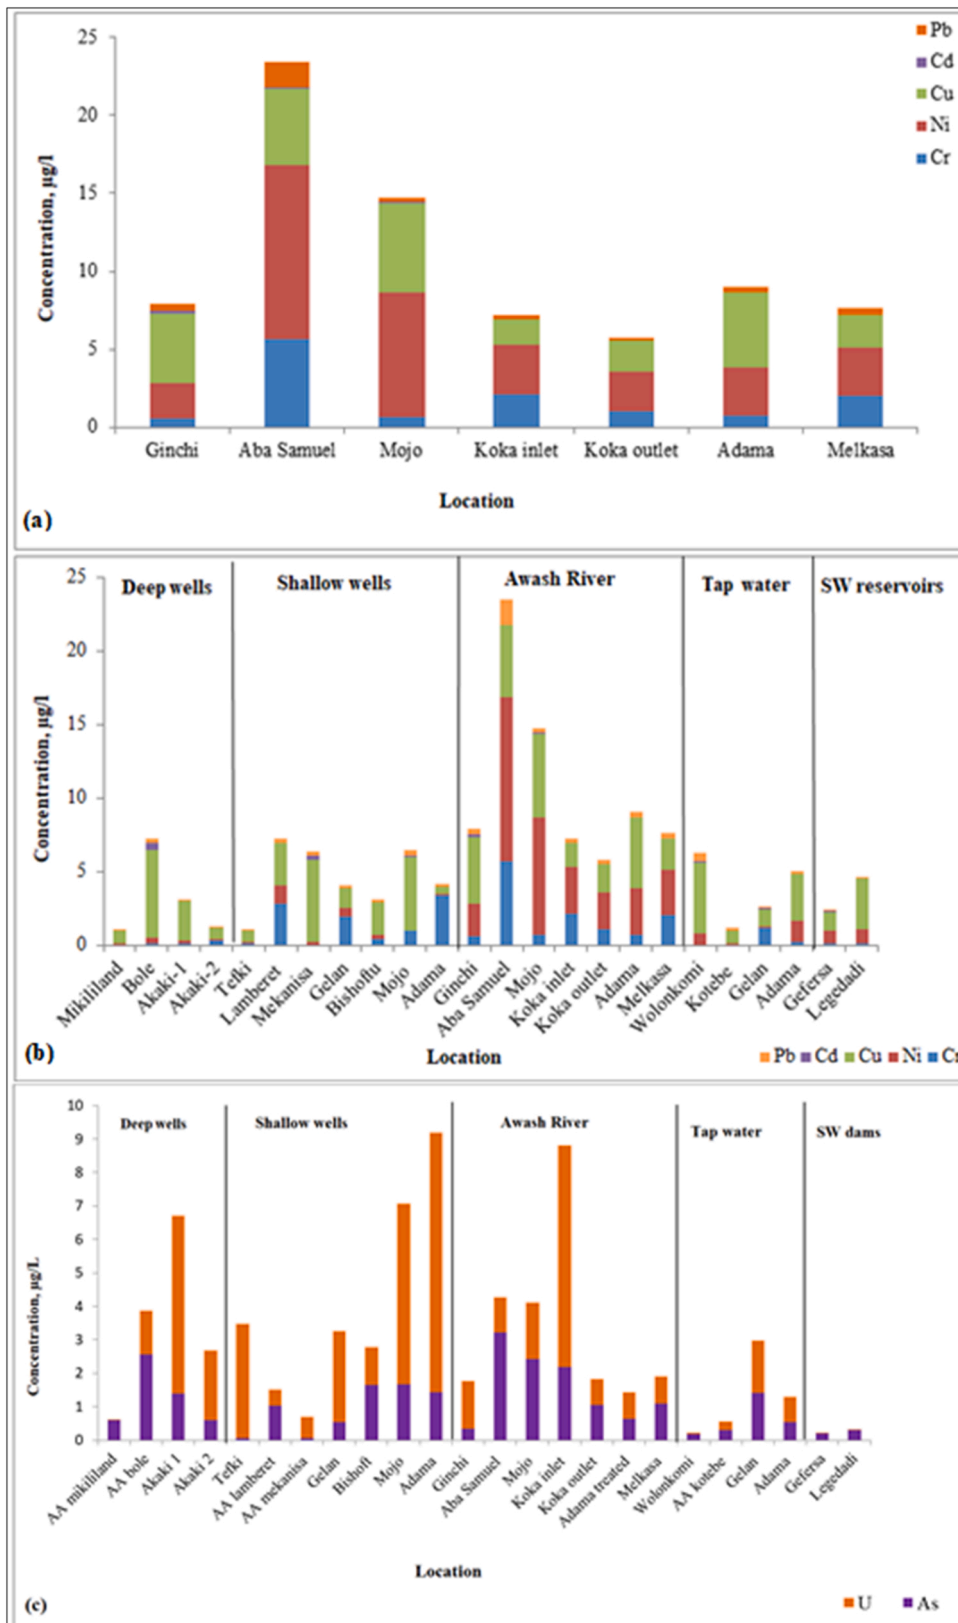 25
20
15
10
5
0
Concentration, µg/l
Pb
Cd
Cu
Ni
Cr
Ginchi Aba Samuel Mojo Koka inlet Koka outlet Adama Melkasa
Location
(a)
Deep wells Shallow wells Awash River Tap water SW reservoirs
25
20
15
10
5
0
Concentration, µg/l
Mikililand Bole Akaki-1 Akaki-2 Tefki Lamberet Mekanisa Gelan Bishoftu Mojo Adama Ginchi Aba Samuel Mojo Koka inlet Koka outlet Adama Melkasa Wolonkomi Kotebe Gelan Adama Gefersa Legedadi
(b)
Location
Pb Cd Cu Ni Cr
Deep wells Shallow wells Awash River Tap water SW dams
10
9
8
7
6
5
4
3
2
1
0
Concentration, µg/L
AA mikililand AA bole Akaki 1 Akaki 2 Tefki AA lamberet AA mekanisa Gelan Bishoft Mojo Adama Ginchi Aba Samuel Mojo Koka inlet Koka outlet Adama treated Melkasa Wolonkomi AA kotebe Gelan Adama Gefersa Legedadi
Location
(c)
U As